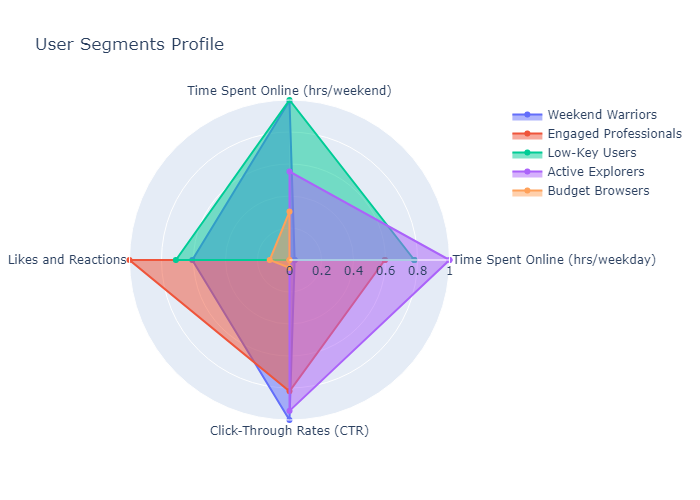 User Segments Profile
Time Spent Online (hrs/weekend)
Weekend Warriors
Engaged Professionals
Low-Key Users
Active Explorers
Budget Browsers
Likes and Reactions
Time Spent Online (hrs/weekday)
0 0.2 0.4 0.6 0.8 1
Click-Through Rates (CTR)